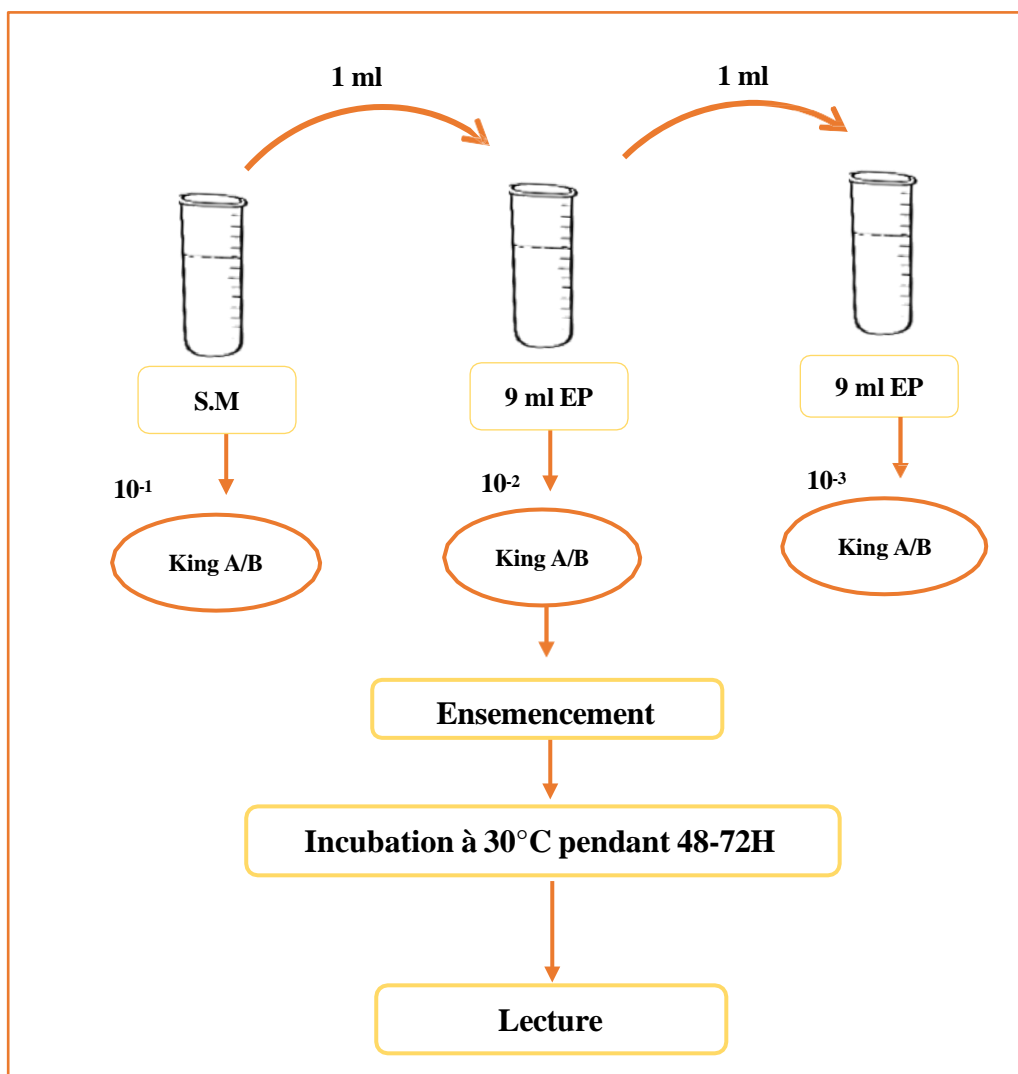 1 ml
1 ml
S.M
9 ml EP
9 ml EP
10-1
10-2
10-3
King A/B
King A/B
King A/B
Ensemencement
Incubation à 30°C pendant 48-72H
Lecture